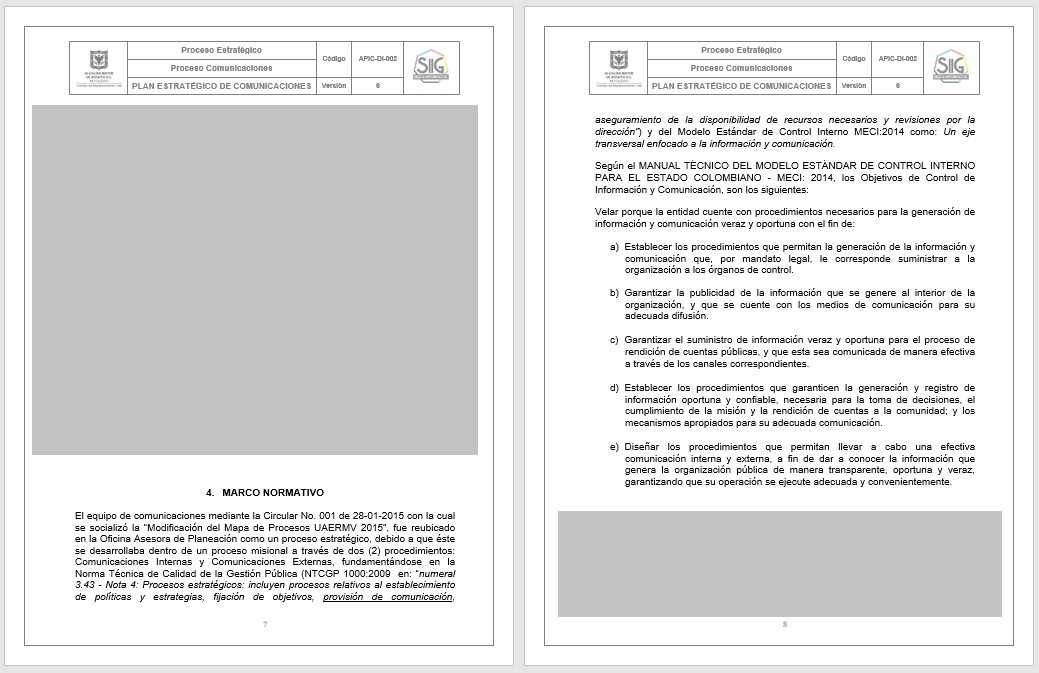 Proceso Estratégico
Proceso Comunicaciones
PLAN ESTRATÉGICO DE COMUNICACIONES
Código
APIC-DI-002
Versión
6
ALCALDÍA MAYOR
DE BOGOTÁ D.C.
SIG
4. MARCO NORMATIVO
El equipo de comunicaciones mediante la Circular No. 001 de 28-01-2015 con la cual
se socializó la “Modificación del Mapa de Procesos UAERMV 2015”, fue reubicado
en la Oficina Asesora de Planeación como un proceso estratégico, debido a que éste
se desarrollaba dentro de un proceso misional a través de dos (2) procedimientos:
Comunicaciones Internas y Comunicaciones Externas, fundamentándose en la
Norma Técnica de Calidad de la Gestión Pública (NTCGP 1000:2009 en: “numeral
3.43 - Nota 4: Procesos estratégicos: incluyen procesos relativos al establecimiento
de políticas y estrategias, fijación de objetivos, provisión de comunicación,
7
Proceso Estratégico
Proceso Comunicaciones
PLAN ESTRATÉGICO DE COMUNICACIONES
Código
APIC-DI-002
Versión
6
ALCALDÍA MAYOR
DE BOGOTÁ D.C.
SIG
aseguramiento de la disponibilidad de recursos necesarios y revisiones por la
dirección”) y del Modelo Estándar de Control Interno MECI:2014 como: Un eje
transversal enfocado a la información y comunicación.
Según el MANUAL TÉCNICO DEL MODELO ESTÁNDAR DE CONTROL INTERNO
PARA EL ESTADO COLOMBIANO - MECI: 2014, los Objetivos de Control de
Información y Comunicación, son los siguientes:
Velar porque la entidad cuente con procedimientos necesarios para la generación de
información y comunicación veraz y oportuna con el fin de:
a) Establecer los procedimientos que permitan la generación de la información y
comunicación que, por mandato legal, le corresponde suministrar a la
organización a los órganos de control.
b) Garantizar la publicidad de la información que se genere al interior de la
organización, y que se cuente con los medios de comunicación para su
adecuada difusión.
c) Garantizar el suministro de información veraz y oportuna para el proceso de
rendición de cuentas públicas, y que esta sea comunicada de manera efectiva
a través de los canales correspondientes.
d) Establecer los procedimientos que garanticen la generación y registro de
información oportuna y confiable, necesaria para la toma de decisiones, el
cumplimiento de la misión y la rendición de cuentas a la comunidad; y los
mecanismos apropiados para su adecuada comunicación.
e) Diseñar los procedimientos que permitan llevar a cabo una efectiva
comunicación interna y externa, a fin de dar a conocer la información que
genera la organización pública de manera transparente, oportuna y veraz,
garantizando que su operación se ejecute adecuada y convenientemente.
8